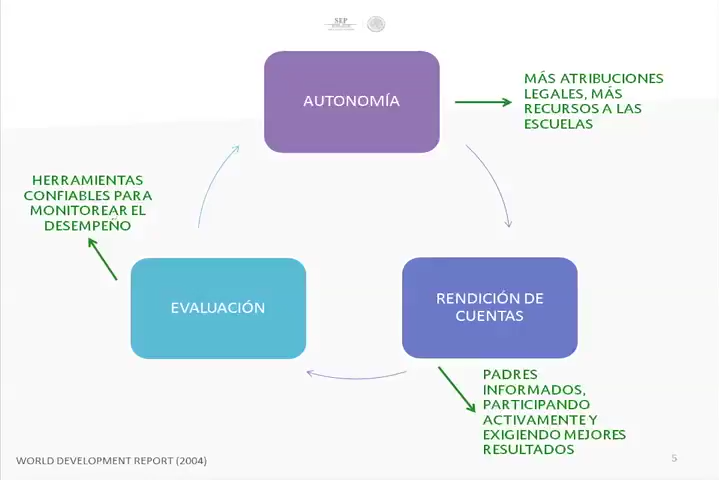 SEP
AUTONOMÍA
MÁS ATRIBUCIONES
LEGALES, MÁS
RECURSOS A LAS
ESCUELAS
HERRAMIENTAS
CONFIABLES PARA
MONITOREAR EL
DESEMPEÑO
EVALUACIÓN
RENDICIÓN DE
CUENTAS
PADRES
INFORMADOS,
PARTICIPANDO
ACTIVAMENTE Y
EXIGIENDO MEJORES
RESULTADOS
WORLD DEVELOPMENT REPORT (2004)
5